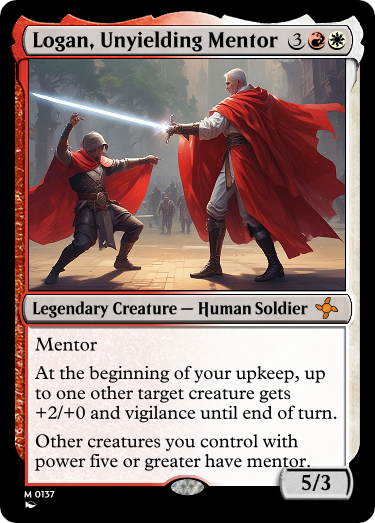 Logan, Unyielding Mentor 3
Legendary Creature — Human Soldier
Mentor
At the beginning of your upkeep, up
to one other target creature gets
+2/+0 and vigilance until end of turn.
Other creatures you control with
power five or greater have mentor.
5/3
M 0137